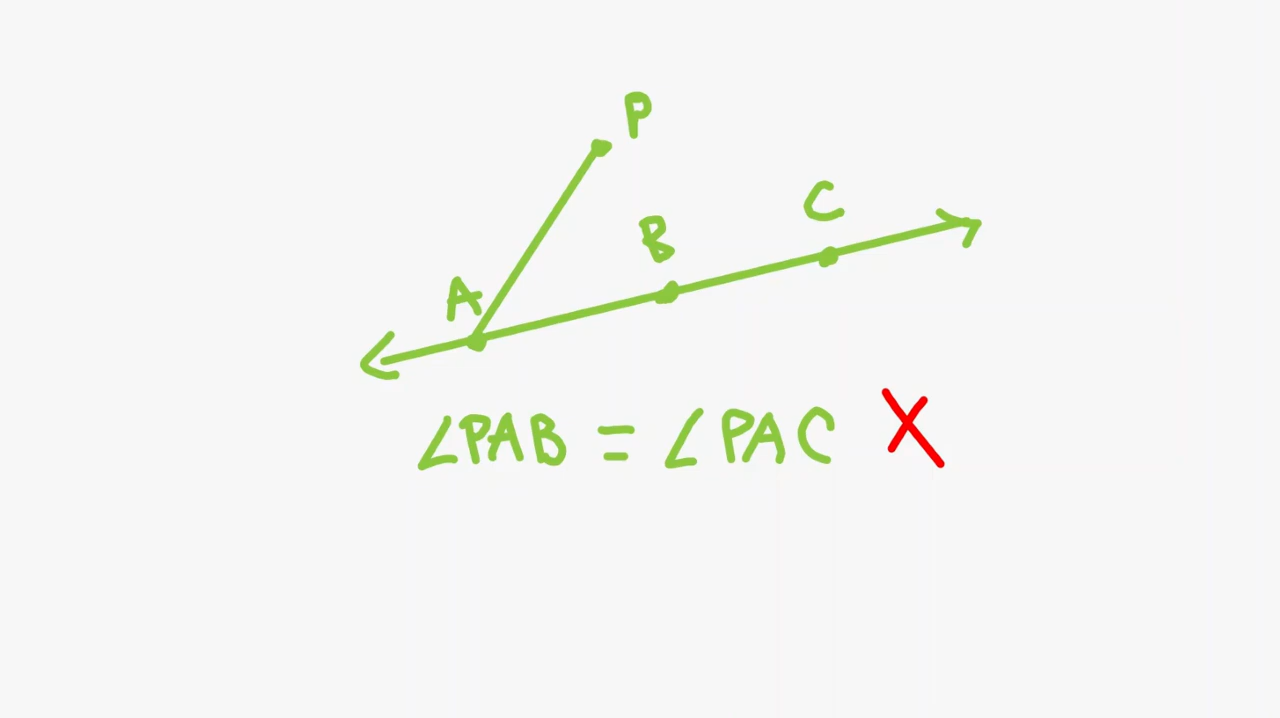 P
C
B
A
∠PAB = ∠PAC X